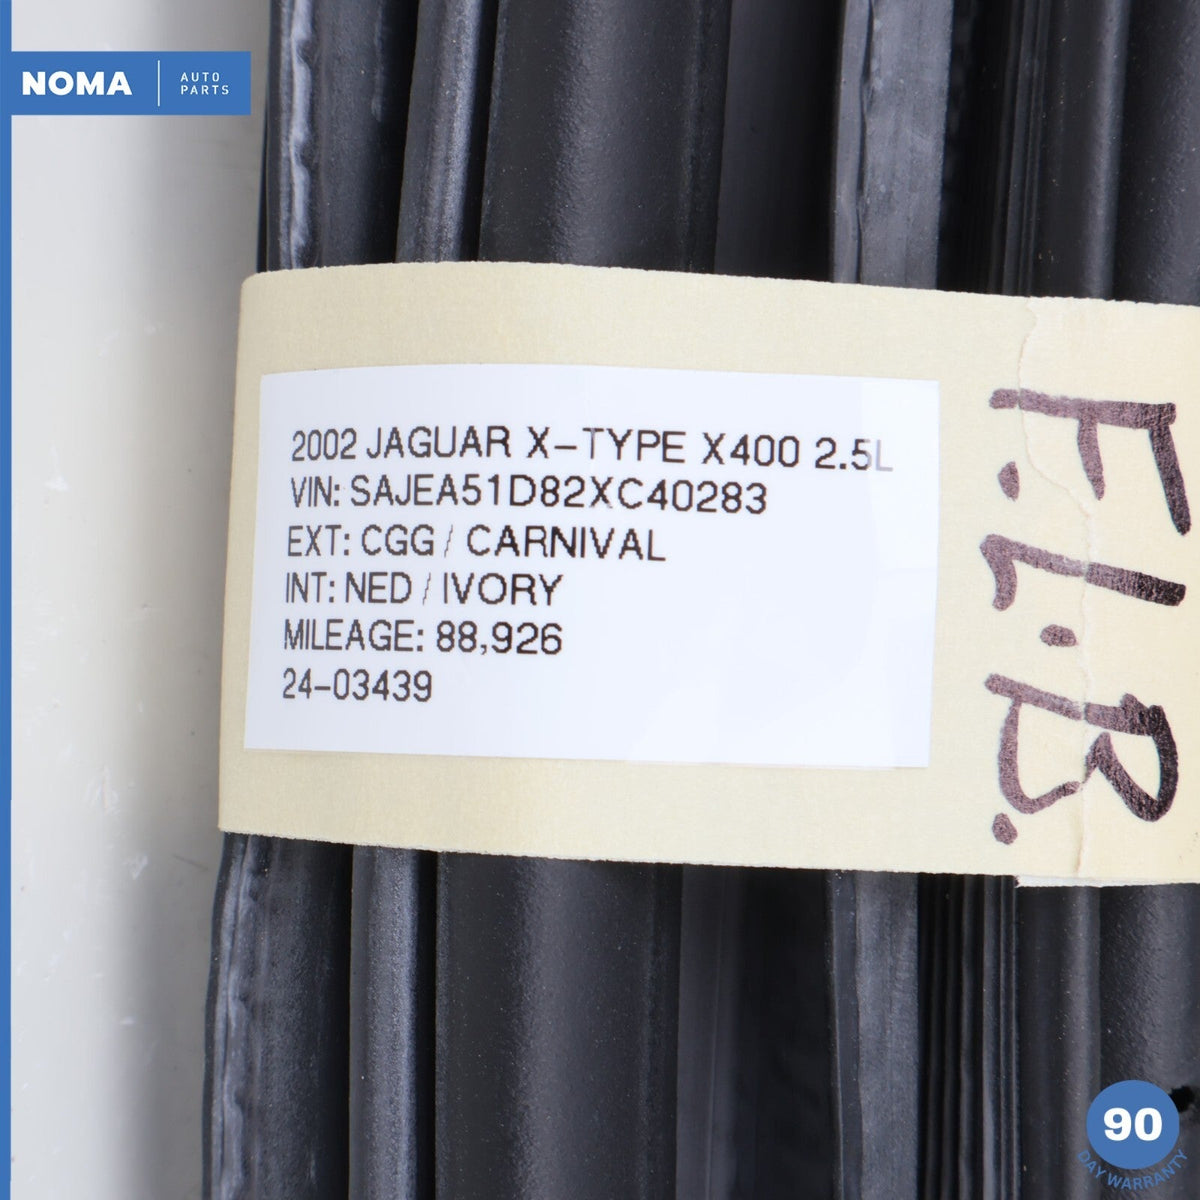 NOMA
AUTO
PARTS
2002 JAGUAR X-TYPE X400 2.5L
VIN: SAJEA51D82XC40283
EXT: CGG / CARNIVAL
INT: NED / IVORY
MILEAGE: 88,926
24-03439
F.L.B.
90
DAY WARRANTY